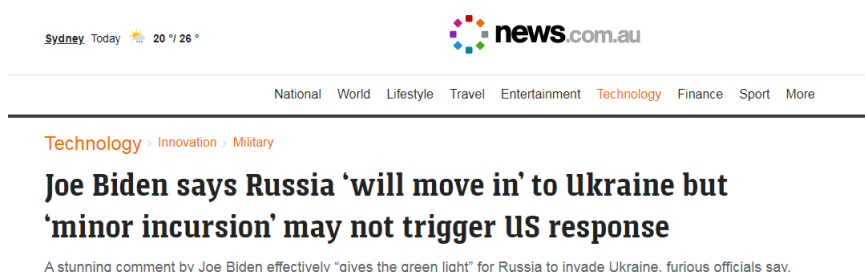 Sydney Today 20 °/ 26 °
news.com.au
National World Lifestyle Travel Entertainment Technology Finance Sport More
Technology › Innovation › Military
Joe Biden says Russia ‘will move in’ to Ukraine but
‘minor incursion’ may not trigger US response
A stunning comment by Joe Biden effectively “gives the green light” for Russia to invade Ukraine, furious officials say.